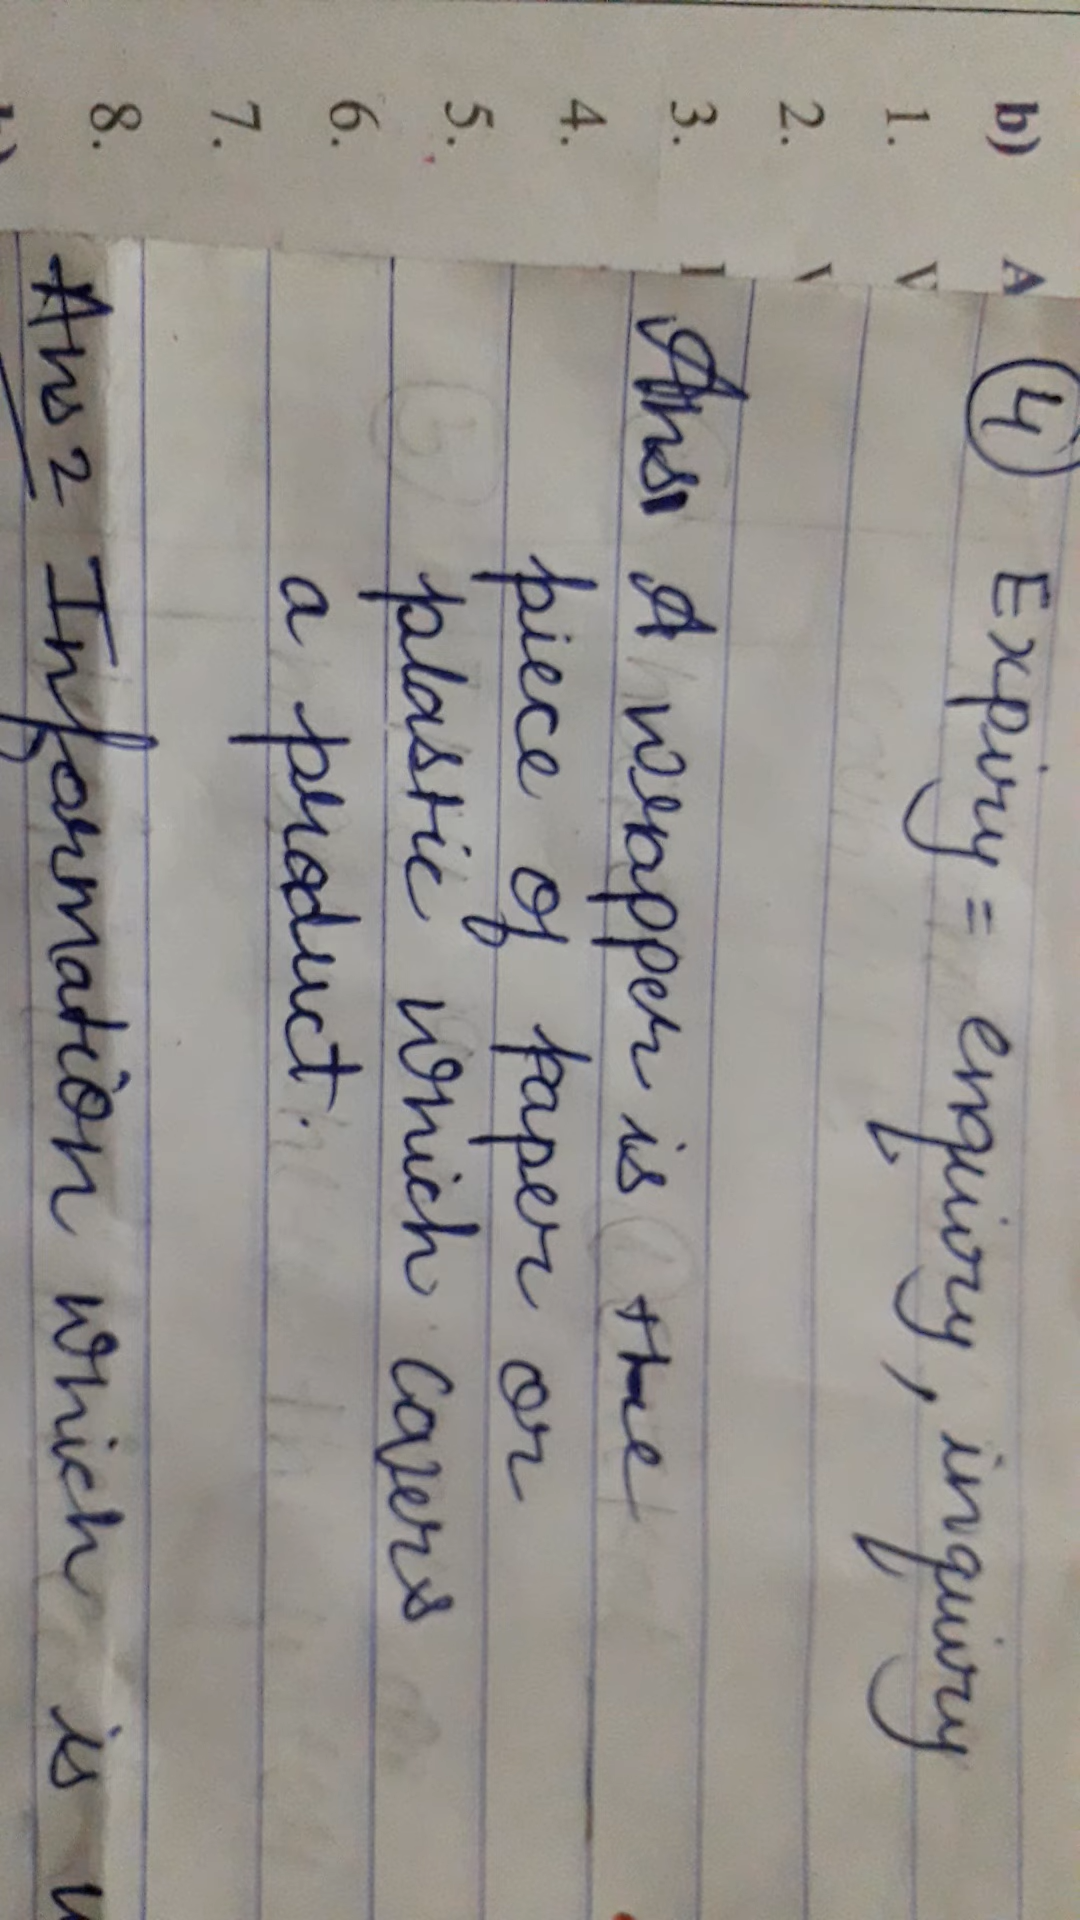 b) A
1. V
2. V
3. I
4.
5.
6.
7.
8.
④ Expiry = enquiry, inquiry
Ans1 A wrapper is the
piece of paper or
plastic which covers
a product.
Ans 2 Information which is